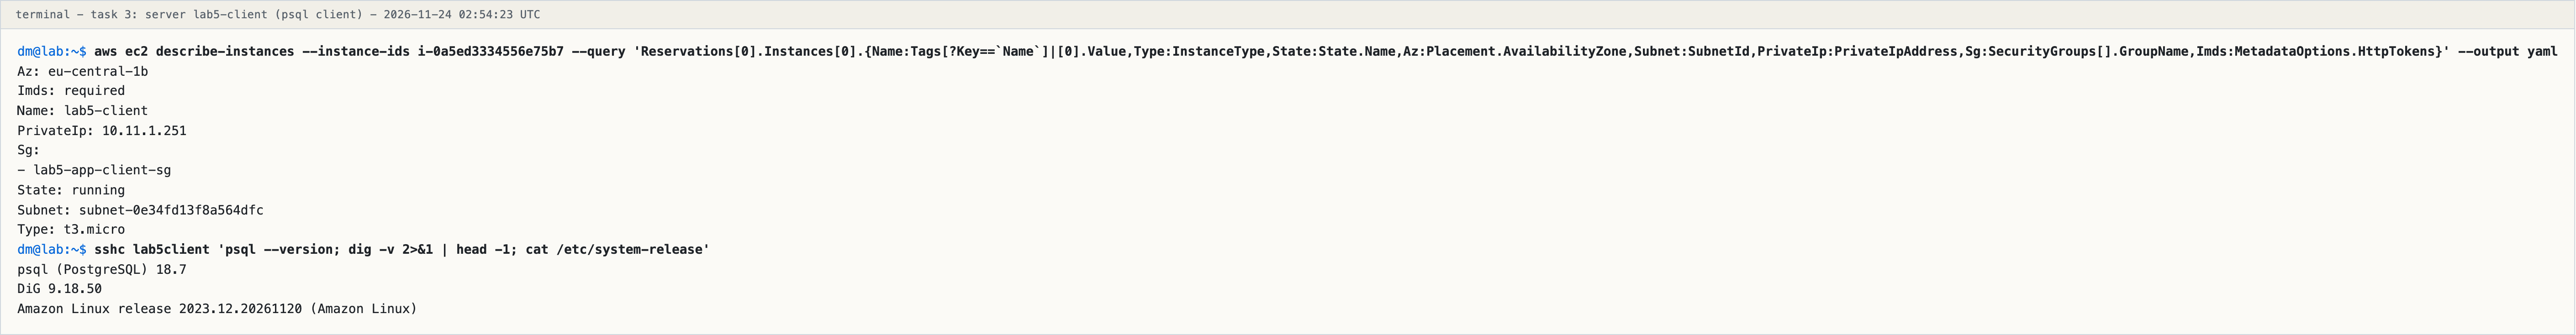 terminal — task 3: server lab5-client (psql client) — 2026-11-24 02:54:23 UTC
dm@lab:~$ aws ec2 describe-instances --instance-ids i-0a5ed3334556e75b7 --query 'Reservations[0].Instances[0].{Name:Tags[?Key==`Name`]|[0].Value,Type:InstanceType,State:State.Name,Az:Placement.AvailabilityZone,Subnet:SubnetId,PrivateIp:PrivateIpAddress,Sg:SecurityGroups[].GroupName,Imds:MetadataOptions.HttpTokens}' --output yaml
Az: eu-central-1b
Imds: required
Name: lab5-client
PrivateIp: 10.11.1.251
Sg:
- lab5-app-client-sg
State: running
Subnet: subnet-0e34fd13f8a564dfc
Type: t3.micro
dm@lab:~$ sshc lab5client 'psql --version; dig -v 2>&1 | head -1; cat /etc/system-release'
psql (PostgreSQL) 18.7
DiG 9.18.50
Amazon Linux release 2023.12.20261120 (Amazon Linux)